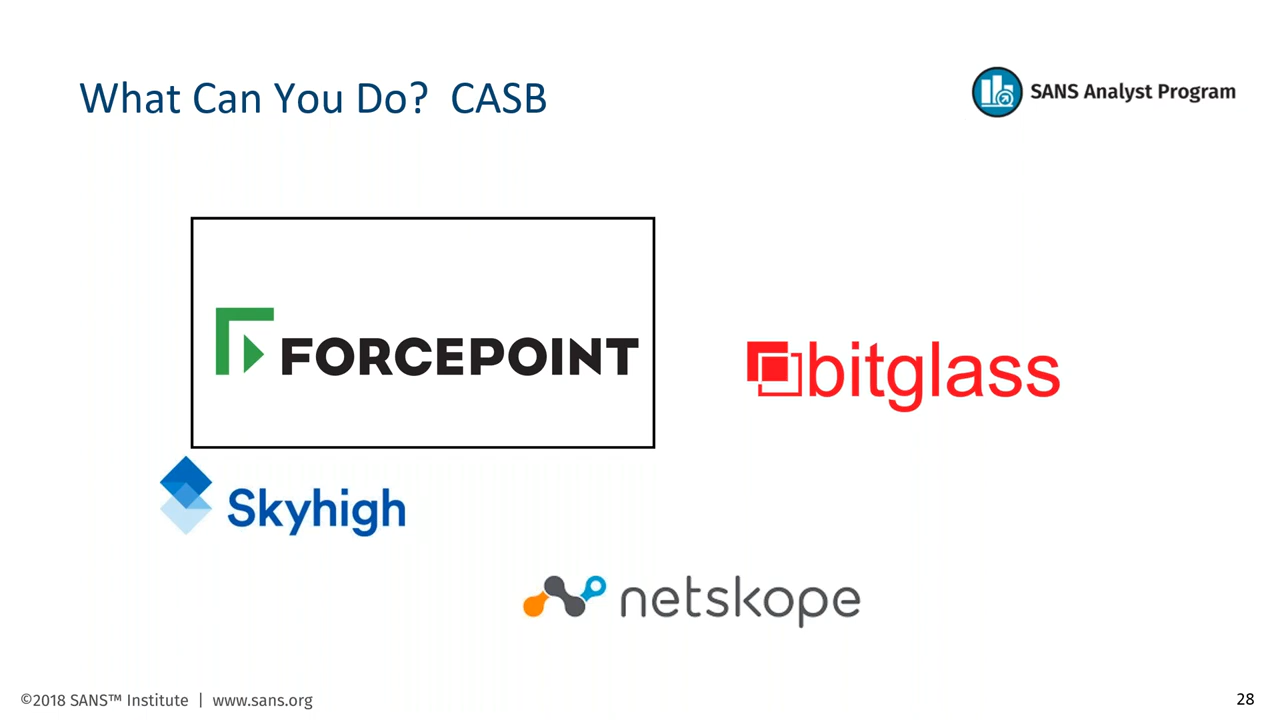 What Can You Do?  CASB
SANS Analyst Program
FORCEPOINT
bitglass
Skyhigh
netskope
©2018 SANS™ Institute | www.sans.org
28